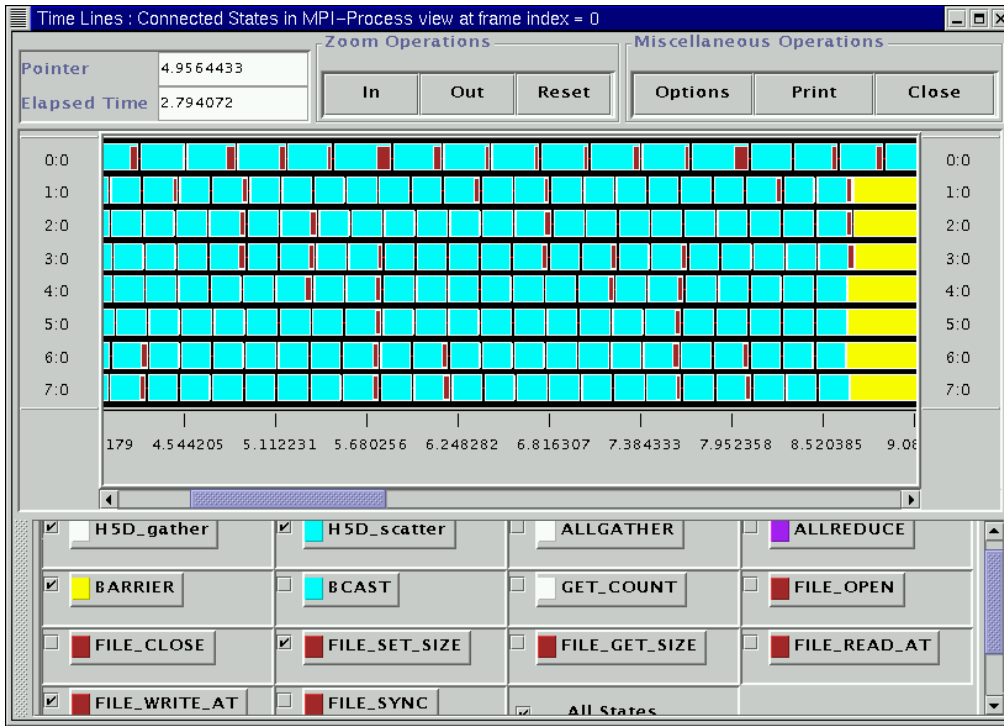 Time Lines : Connected States in MPI-Process view at frame index = 0
Zoom Operations Miscellaneous Operations
Pointer 4.9564433
In Out Reset Options Print Close
Elapsed Time 2.794072
0:0 0:0
1:0 1:0
2:0 2:0
3:0 3:0
4:0 4:0
5:0 5:0
6:0 6:0
7:0 7:0
179 4.544205 5.112231 5.680256 6.248282 6.816307 7.384333 7.952358 8.520385 9.08
H5D_gather H5D_scatter ALLGATHER ALLREDUCE
BARRIER BCAST GET_COUNT FILE_OPEN
FILE_CLOSE FILE_SET_SIZE FILE_GET_SIZE FILE_READ_AT
FILE_WRITE_AT FILE_SYNC All States